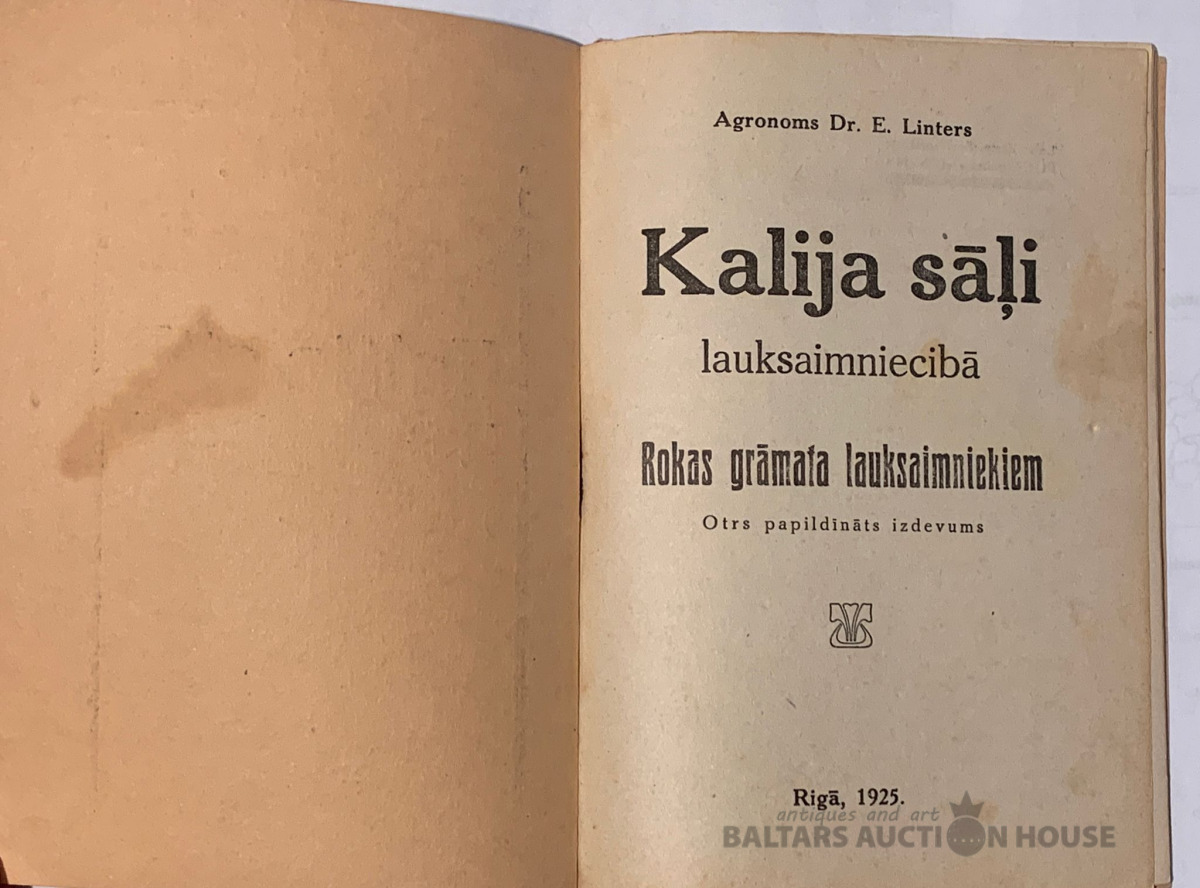 Agronoms Dr. E. Linters
Kalija sāļi
lauksaimniecibā
Rokas grāmata lauksaimniekiem
Otrs papildīnāts izdevums
Rigā, 1925.
antiques and art
BALTARS AUCTION HOUSE